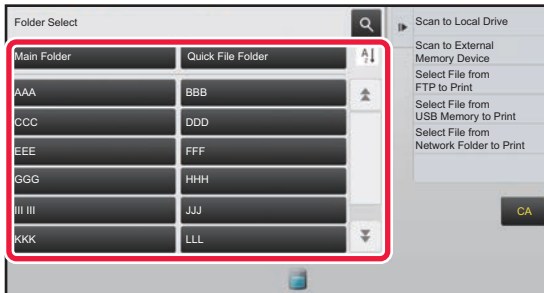 Folder Select
Main Folder
Quick File Folder
AAA
BBB
CCC
DDD
EEE
FFF
GGG
HHH
III III
JJJ
KKK
LLL
Scan to Local Drive
Scan to External
Memory Device
Select File from
FTP to Print
Select File from
USB Memory to Print
Select File from
Network Folder to Print
CA